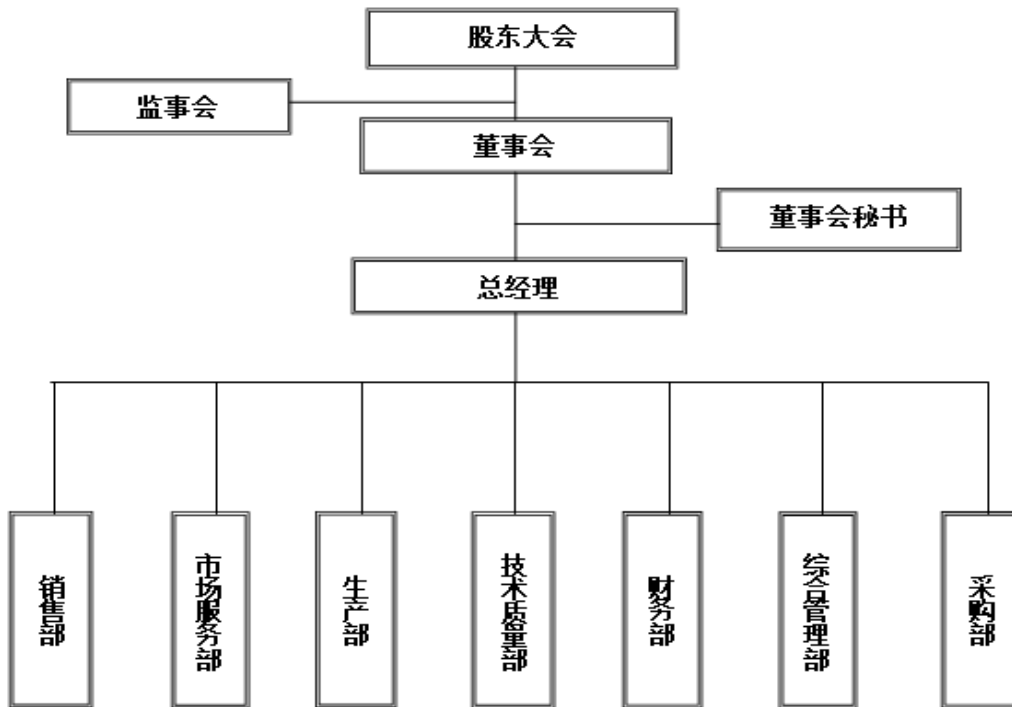 股东大会
监事会
董事会
董事会秘书
总经理
销售部
市场服务部
生产部
技术质量部
财务部
综合管理部
采购部